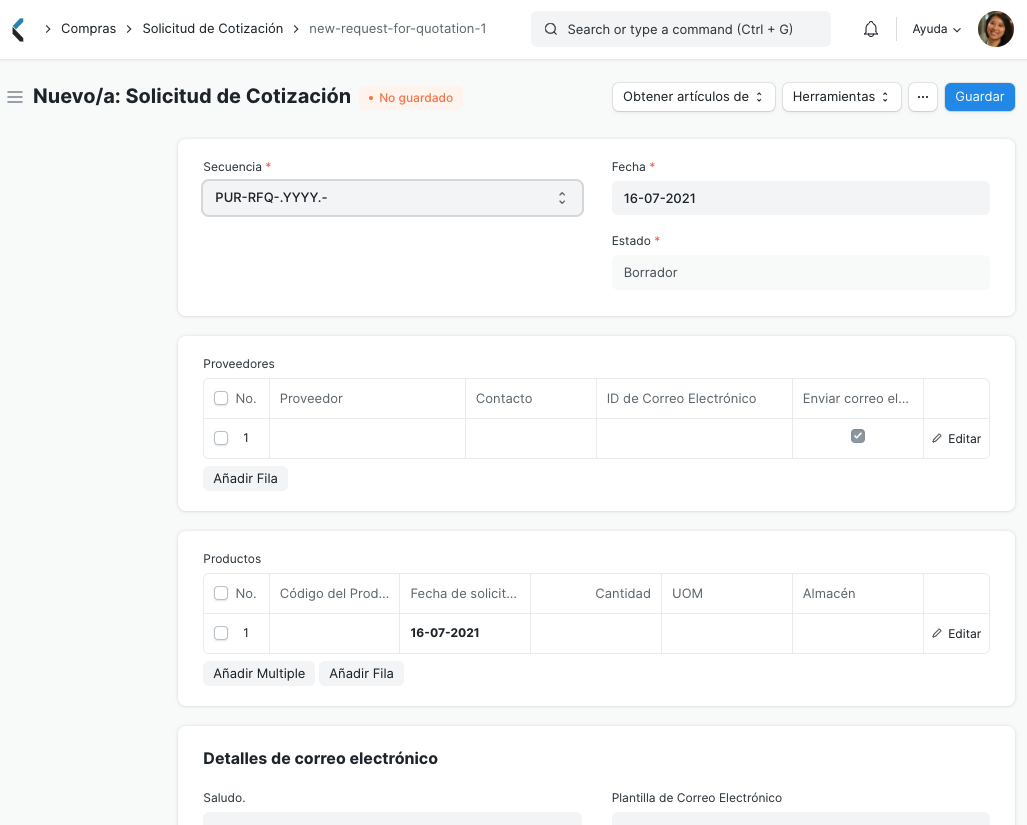 Compras Solicitud de Cotización new-request-for-quotation-1 Search or type a command (Ctrl + G) Ayuda
Nuevo/a: Solicitud de Cotización • No guardado Obtener artículos de Herramientas ... Guardar
Secuencia * Fecha *
PUR-RFQ-.YYYY.- 16-07-2021
Estado *
Borrador
Proveedores
No. Proveedor Contacto ID de Correo Electrónico Enviar correo el...
1 Editar
Añadir Fila
Productos
No. Código del Prod... Fecha de solicit... Cantidad UOM Almacén
1 16-07-2021 Editar
Añadir Multiple Añadir Fila
Detalles de correo electrónico
Saludo. Plantilla de Correo Electrónico